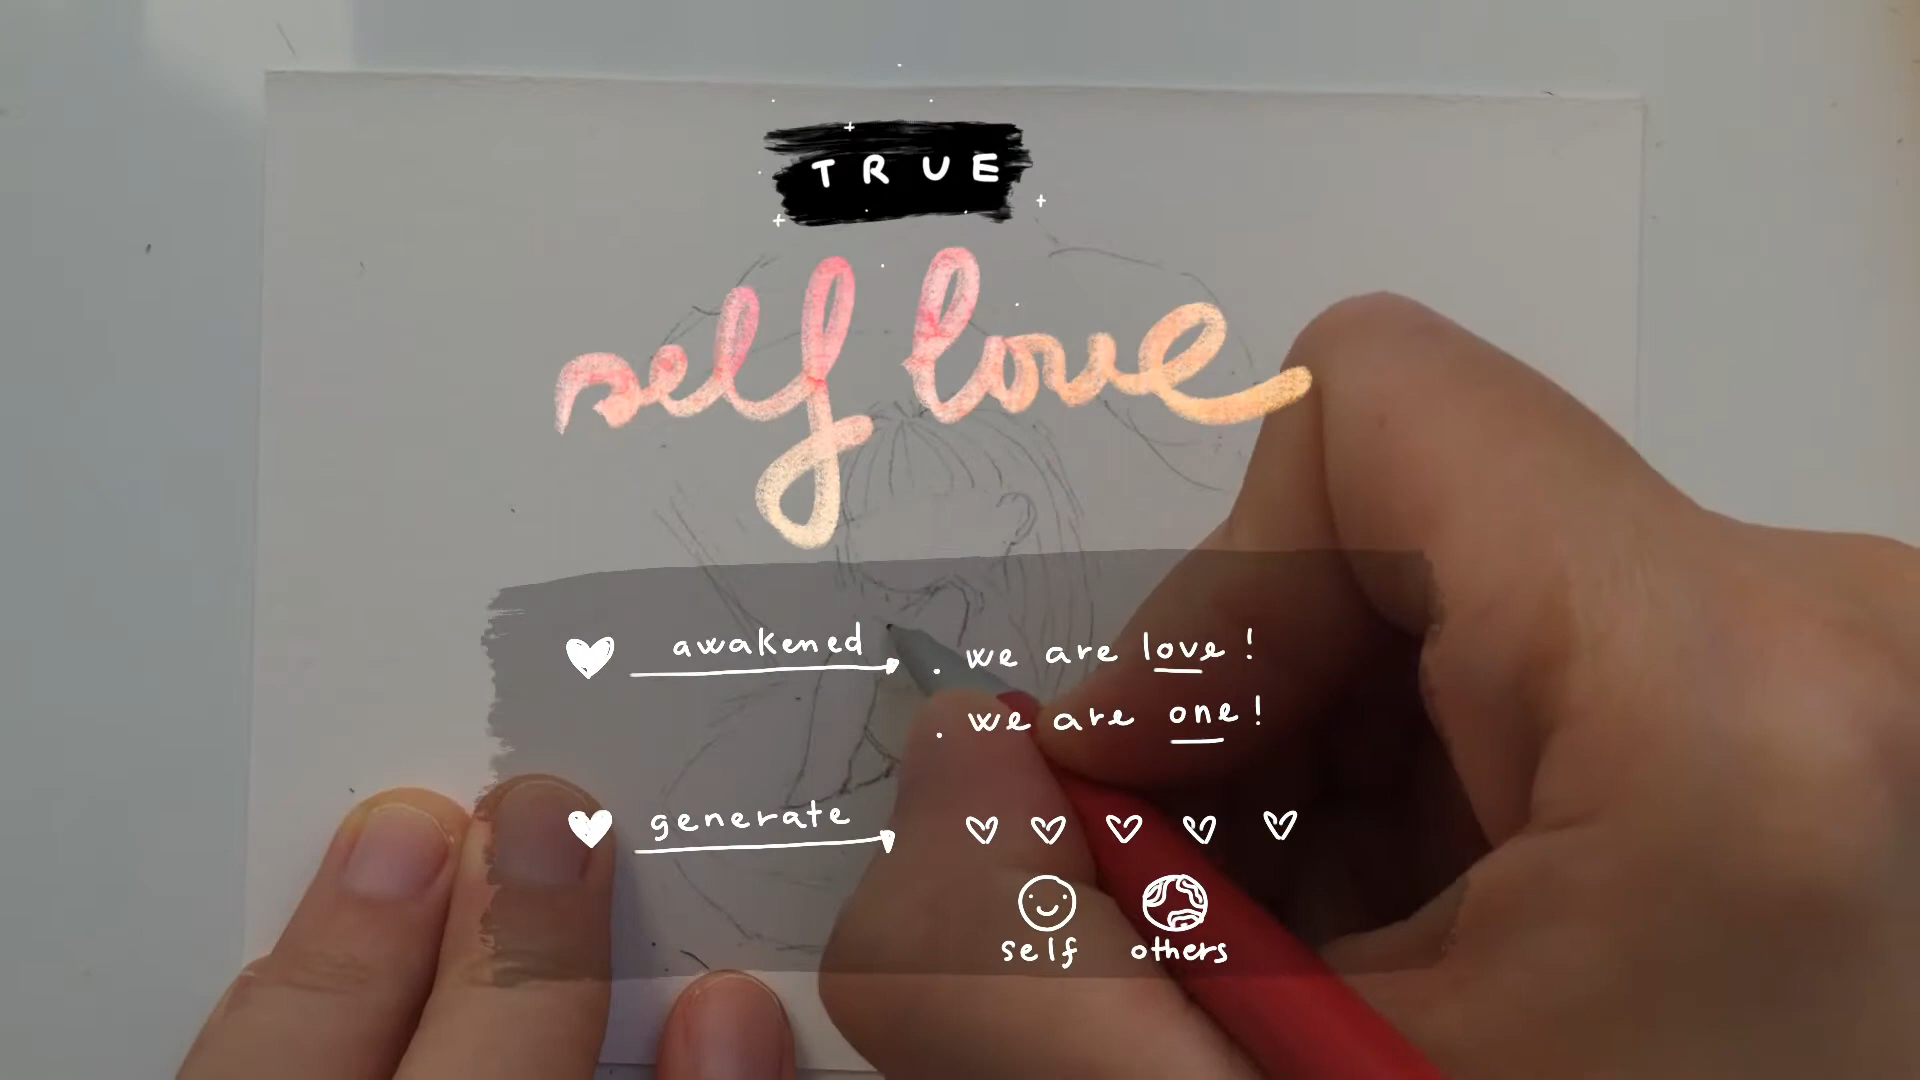 TRUE
self love
awakened
. we are love!
. we are one!
generate
self others